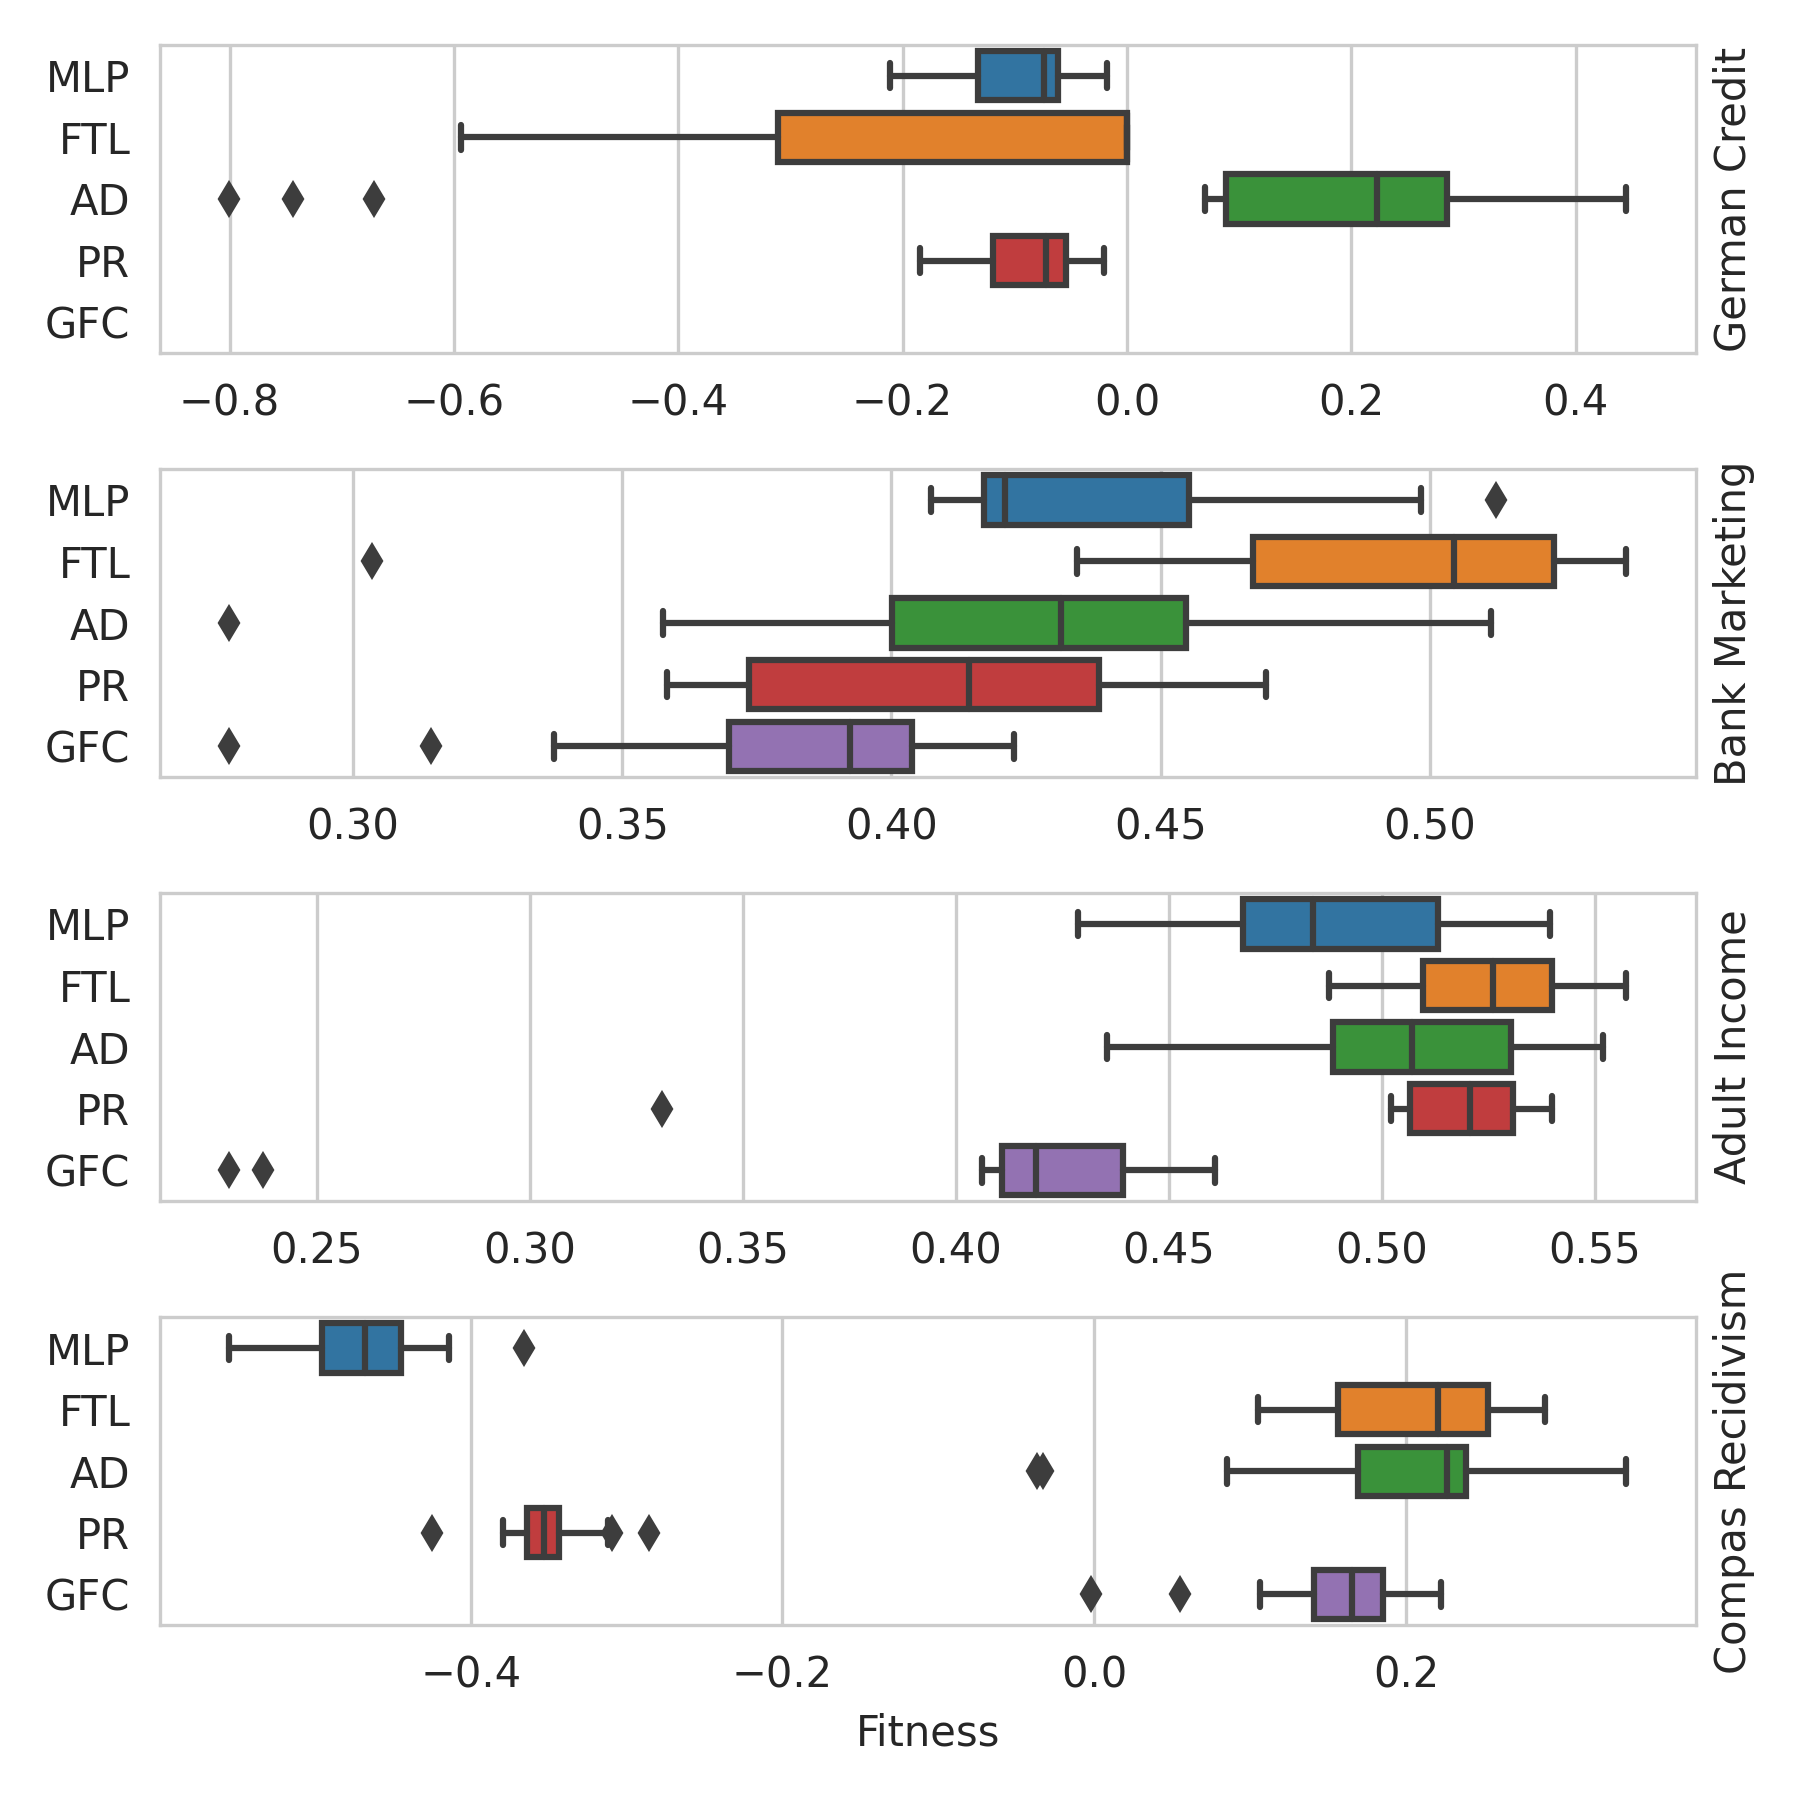 MLP
FTL
AD
PR
GFC
German Credit
−0.8 −0.6 −0.4 −0.2 0.0 0.2 0.4
MLP
FTL
AD
PR
GFC
Bank Marketing
0.30 0.35 0.40 0.45 0.50
MLP
FTL
AD
PR
GFC
Adult Income
0.25 0.30 0.35 0.40 0.45 0.50 0.55
MLP
FTL
AD
PR
GFC
Compas Recidivism
−0.4 −0.2 0.0 0.2
Fitness